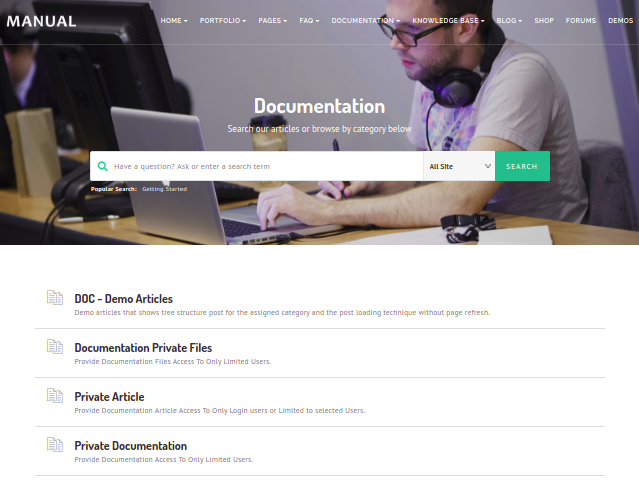 MANUAL
HOME PORTFOLIO PAGES FAQ DOCUMENTATION KNOWLEDGE BASE BLOG SHOP FORUMS DEMOS
Documentation
Search our articles or browse by category below
Have a question? Ask or enter a search term All Site SEARCH
Popular Search: Getting Started
DOC - Demo Articles
Demo articles that shows tree structure post for the assigned category and the post loading technique without page refresh.
Documentation Private Files
Provide Documentation Files Access To Only Limited Users.
Private Article
Provide Documentation Article Access To Only Login users or Limited to selected Users.
Private Documentation
Provide Documentation Access To Only Limited Users.